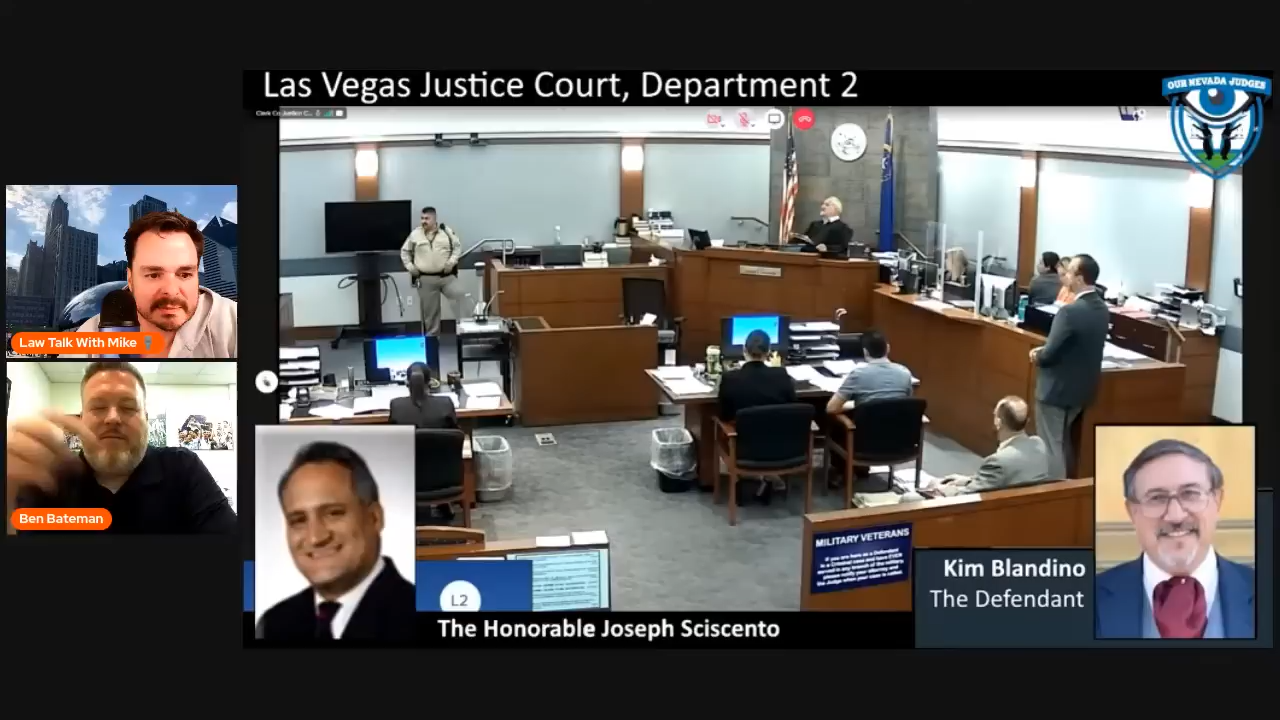 Las Vegas Justice Court, Department 2
OUR NEVADA JUDGES
Law Talk With Mike
Ben Bateman
MILITARY VETERANS
L2
Kim Blandino
The Defendant
The Honorable Joseph Sciscento